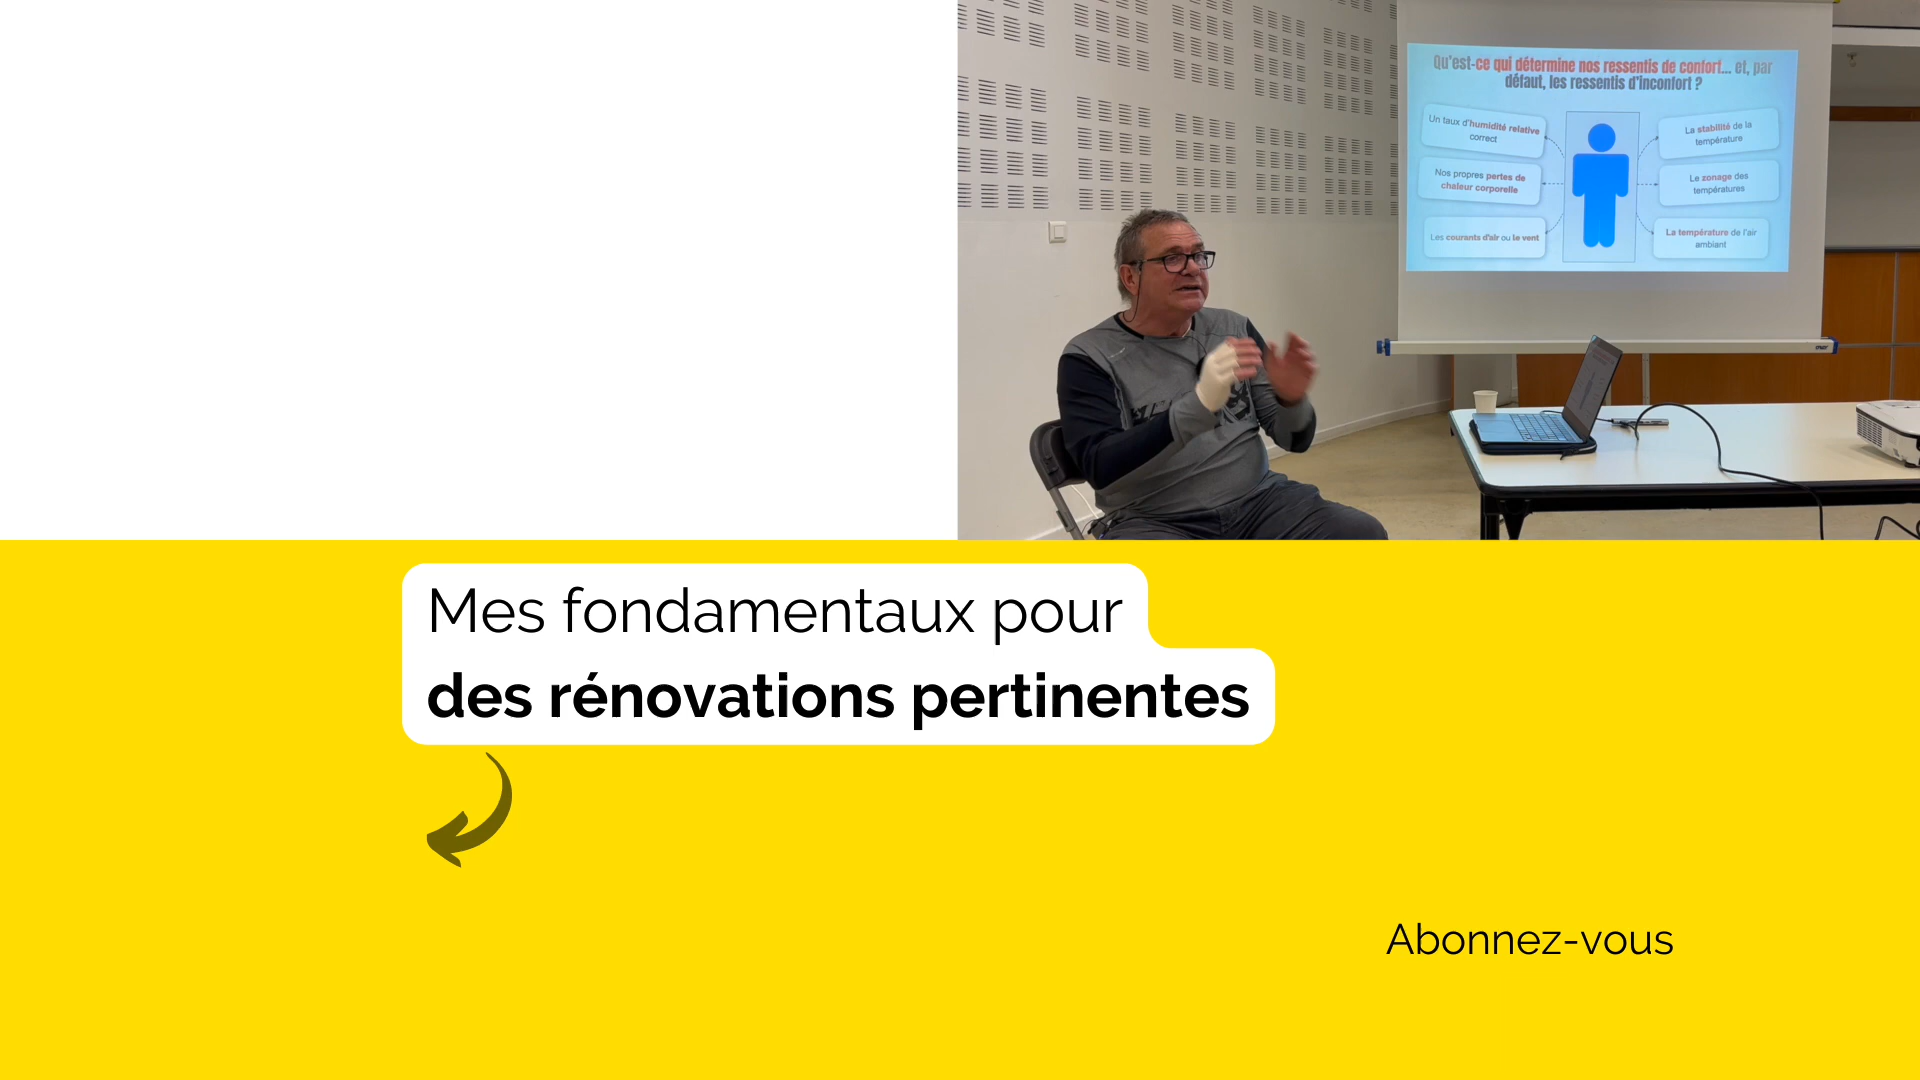 Qu'est-ce qui détermine nos ressentis de confort... et, par
défaut, les ressentis d'inconfort ?
Un taux d'humidité relative
correct
Nos propres pertes de
chaleur corporelle
Les courants d'air ou le vent
La stabilité de la
température
Le zonage des
températures
La température de l'air
ambiant
Mes fondamentaux pour
des rénovations pertinentes
Abonnez-vous